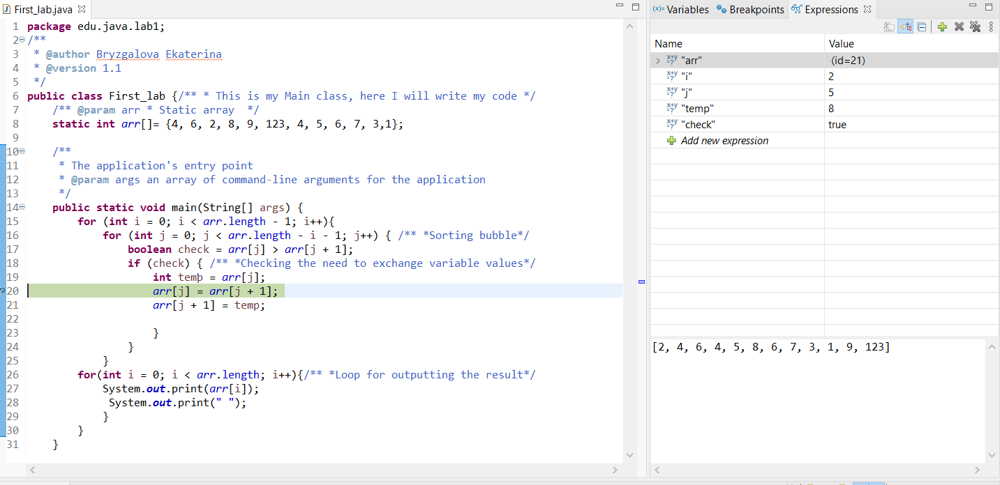 First_lab.java
1 package edu.java.lab1;
2 /**
3 * @author Bryzgalova Ekaterina
4 * @version 1.1
5 */
6 public class First_lab {/** * This is my Main class, here I will write my code */
7 /** @param arr * Static array */
8 static int arr[]= {4, 6, 2, 8, 9, 123, 4, 5, 6, 7, 3,1};
9
10 /**
11 * The application's entry point
12 * @param args an array of command-line arguments for the application
13 */
14 public static void main(String[] args) {
15 for (int i = 0; i < arr.length - 1; i++){
16 for (int j = 0; j < arr.length - i - 1; j++) { /** *Sorting bubble*/
17 boolean check = arr[j] > arr[j + 1];
18 if (check) { /** *Checking the need to exchange variable values*/
19 int temp = arr[j];
20 arr[j] = arr[j + 1];
21 arr[j + 1] = temp;
22
23 }
24 }
25 }
26 for(int i = 0; i < arr.length; i++){/** *Loop for outputting the result*/
27 System.out.print(arr[i]);
28 System.out.print(" ");
29 }
30 }
31 }
(x)= Variables Breakpoints Expressions
Name Value
"arr" (id=21)
"i" 2
"j" 5
"temp" 8
"check" true
Add new expression
[2, 4, 6, 4, 5, 8, 6, 7, 3, 1, 9, 123]